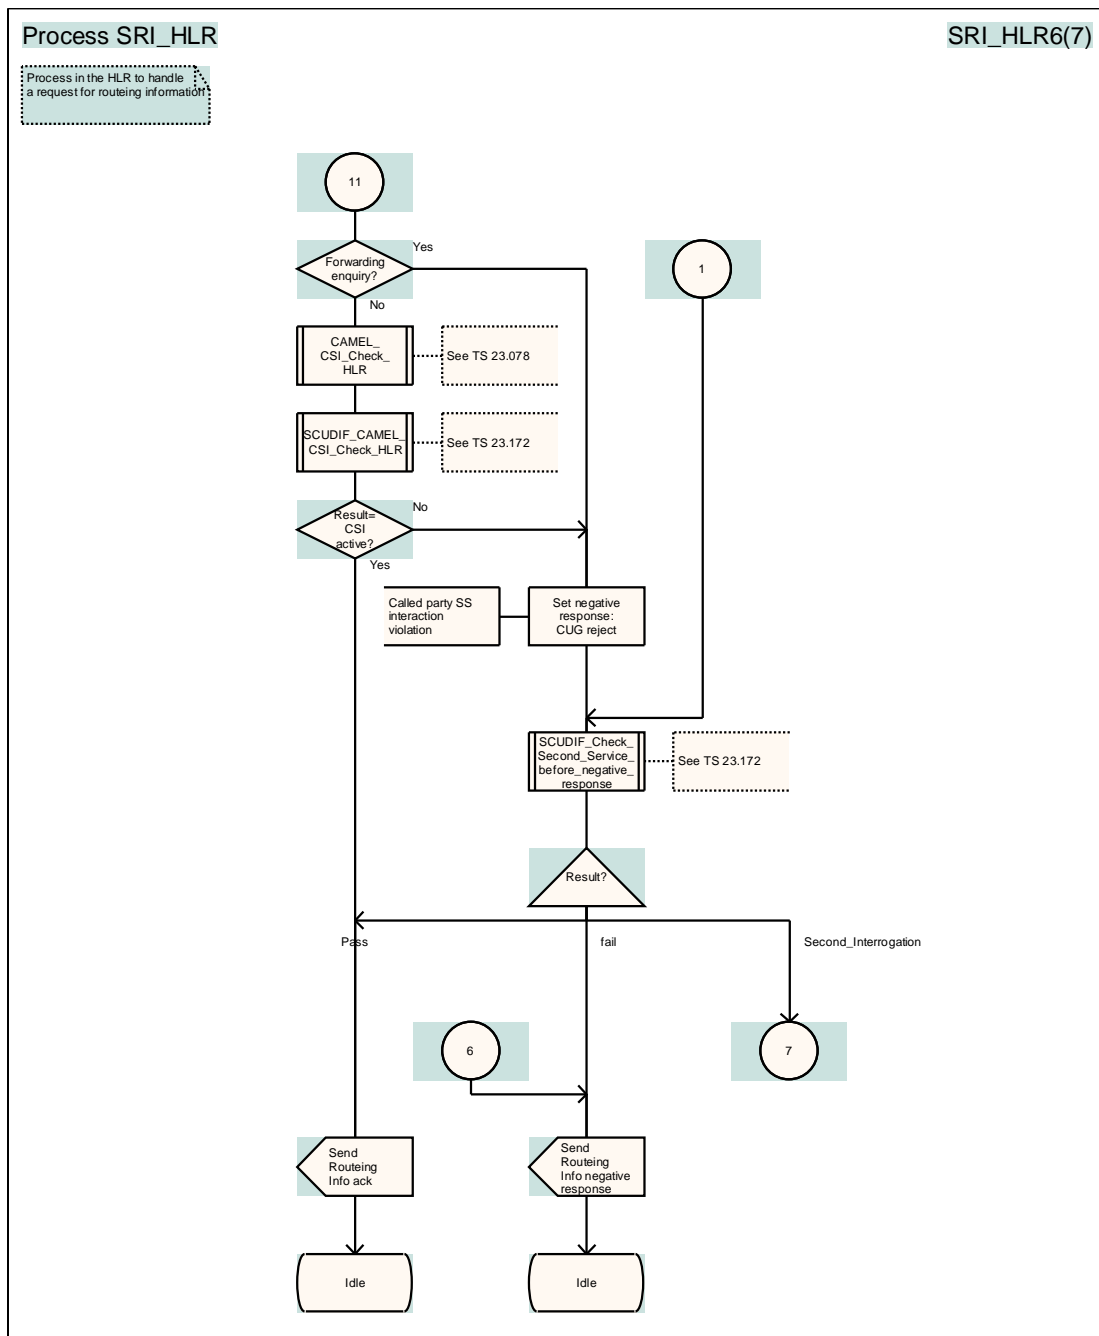 Process SRI_HLR
SRI_HLR6(7)
Process in the HLR to handle
a request for routeing information
11
Yes
Forwarding
enquiry?
1
No
CAMEL_
CSI_Check_
HLR
See TS 23.078
SCUDIF_CAMEL_
CSI_Check_HLR
See TS 23.172
No
Result=
CSI
active?
Yes
Called party SS
interaction
violation
Set negative
response:
CUG reject
SCUDIF_Check_
Second_Service_
before_negative_
response
See TS 23.172
Result?
Pass
fail
Second_Interrogation
6
7
Send
Routeing
Info ack
Send
Routeing
Info negative
response
Idle
Idle